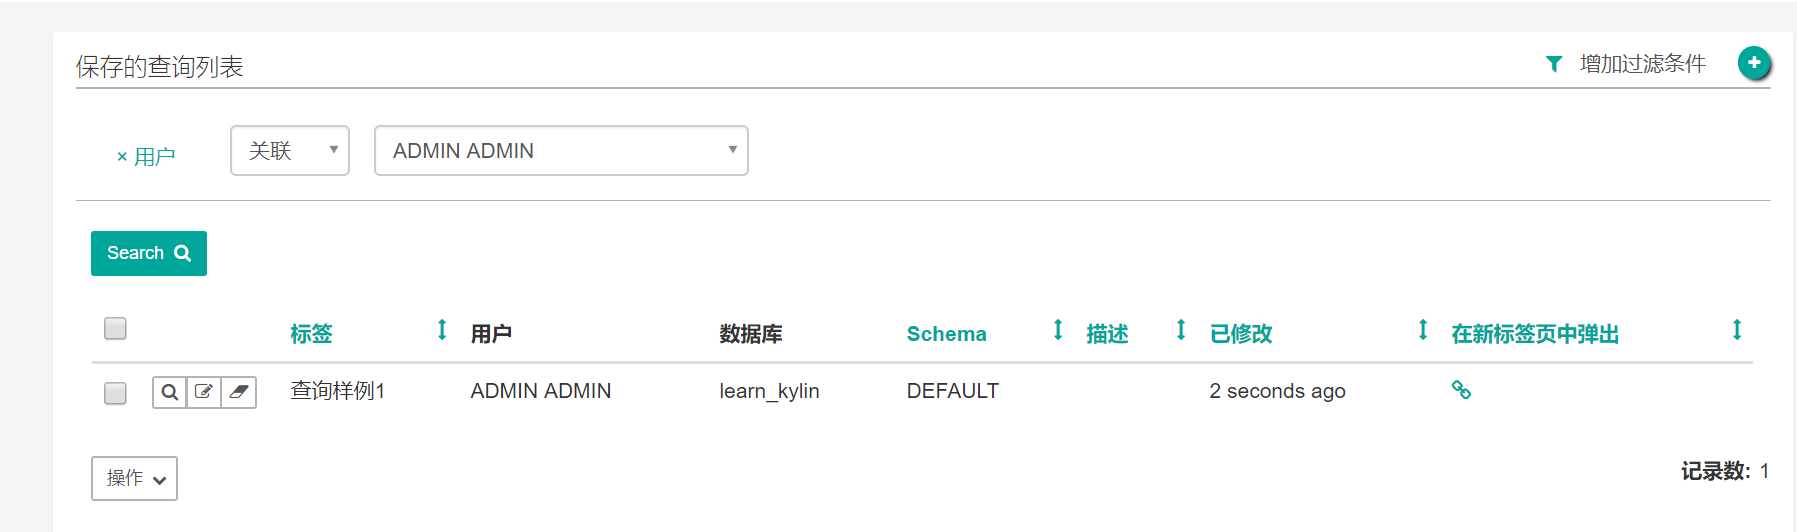 保存的查询列表 增加过滤条件
× 用户 关联 ADMIN ADMIN
Search
标签 用户 数据库 Schema 描述 已修改 在新标签页中弹出
查询样例1 ADMIN ADMIN learn_kylin DEFAULT 2 seconds ago
操作 记录数: 1